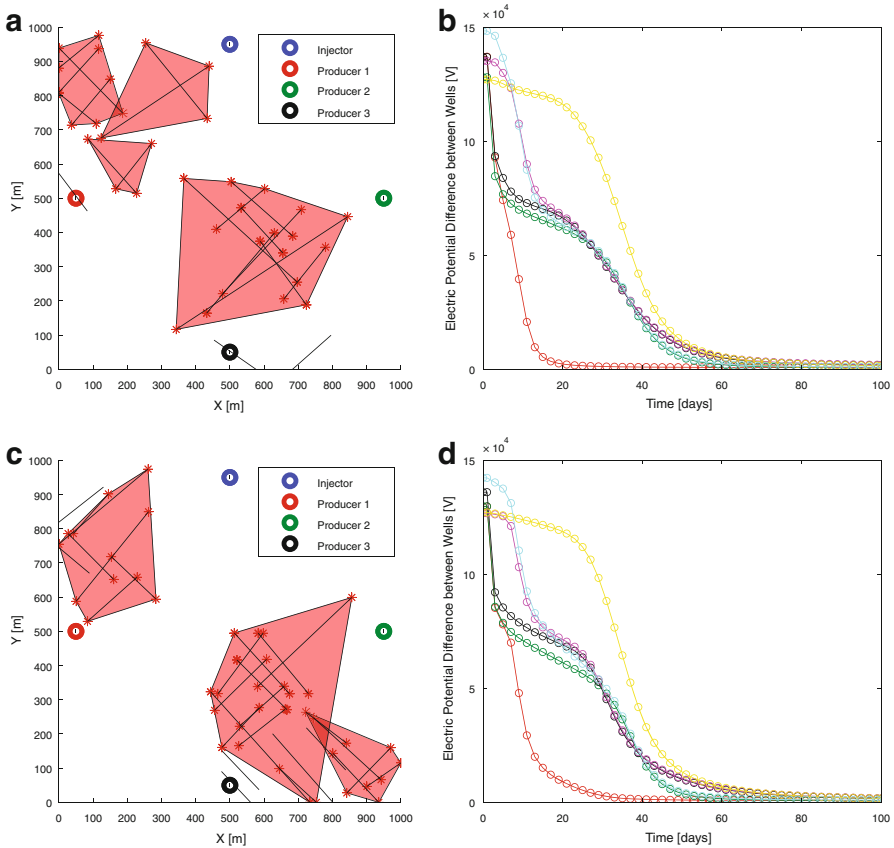 a
1000
900
800
700
600
500
400
300
200
100
0
Y [m]
0 100 200 300 400 500 600 700 800 900 1000
X [m]
Injector
Producer 1
Producer 2
Producer 3
b
× 10⁴
15
10
5
0
Electric Potential Difference between Wells [V]
0 20 40 60 80 100
Time [days]
c
1000
900
800
700
600
500
400
300
200
100
0
Y [m]
0 100 200 300 400 500 600 700 800 900 1000
X [m]
Injector
Producer 1
Producer 2
Producer 3
d
× 10⁴
15
10
5
0
Electric Potential Difference between Wells [V]
0 20 40 60 80 100
Time [days]